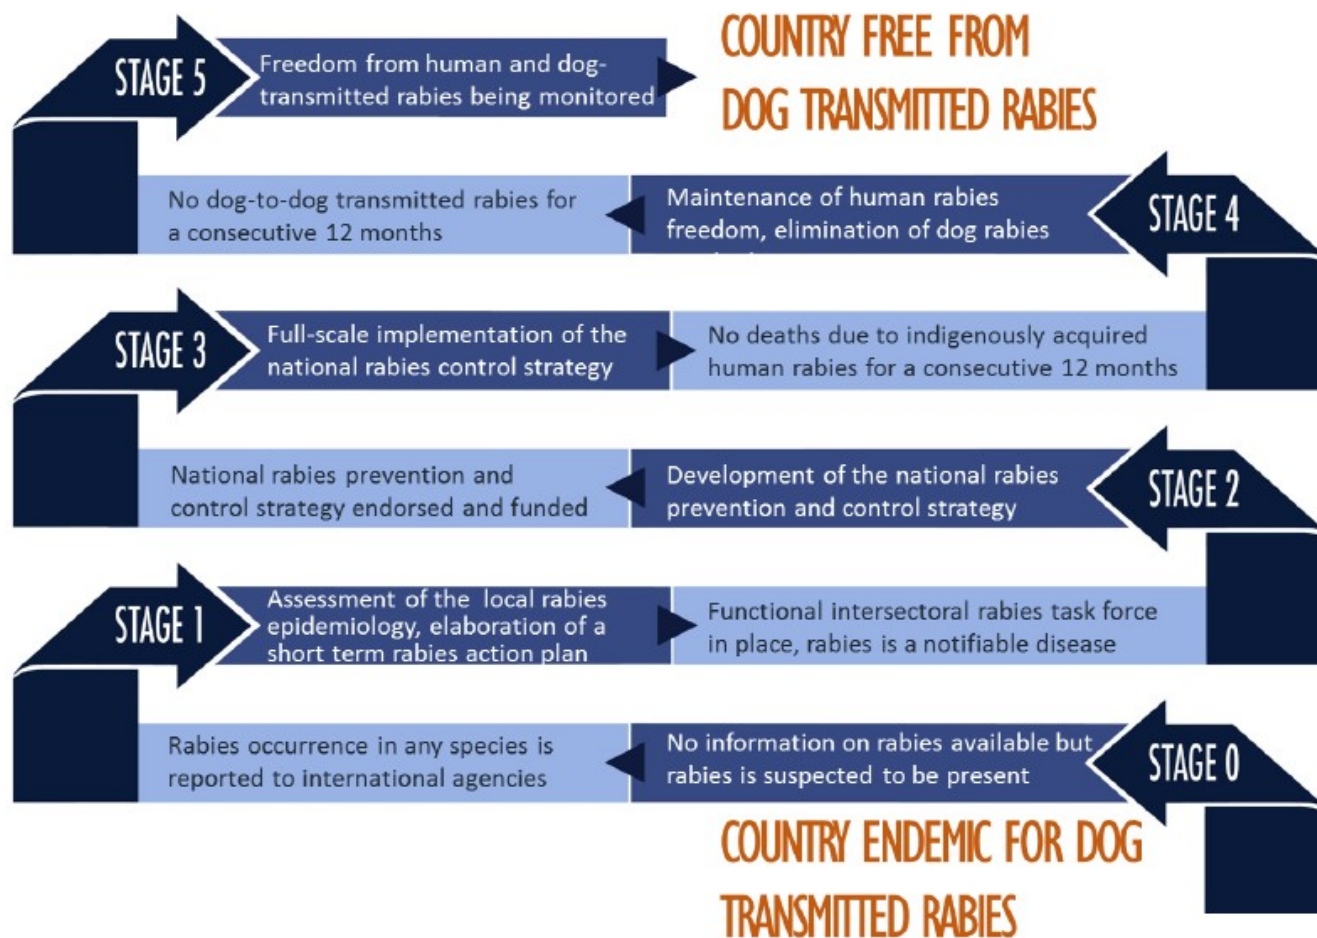 COUNTRY FREE FROM
DOG TRANSMITTED RABIES
STAGE 5
Freedom from human and dog-
transmitted rabies being monitored
STAGE 4
Maintenance of human rabies
freedom, elimination of dog rabies
No dog-to-dog transmitted rabies for
a consecutive 12 months
STAGE 3
Full-scale implementation of the
national rabies control strategy
No deaths due to indigenously acquired
human rabies for a consecutive 12 months
STAGE 2
Development of the national rabies
prevention and control strategy
National rabies prevention and
control strategy endorsed and funded
STAGE 1
Assessment of the local rabies
epidemiology, elaboration of a
short term rabies action plan
Functional intersectoral rabies task force
in place, rabies is a notifiable disease
STAGE 0
No information on rabies available but
rabies is suspected to be present
Rabies occurrence in any species is
reported to international agencies
COUNTRY ENDEMIC FOR DOG
TRANSMITTED RABIES